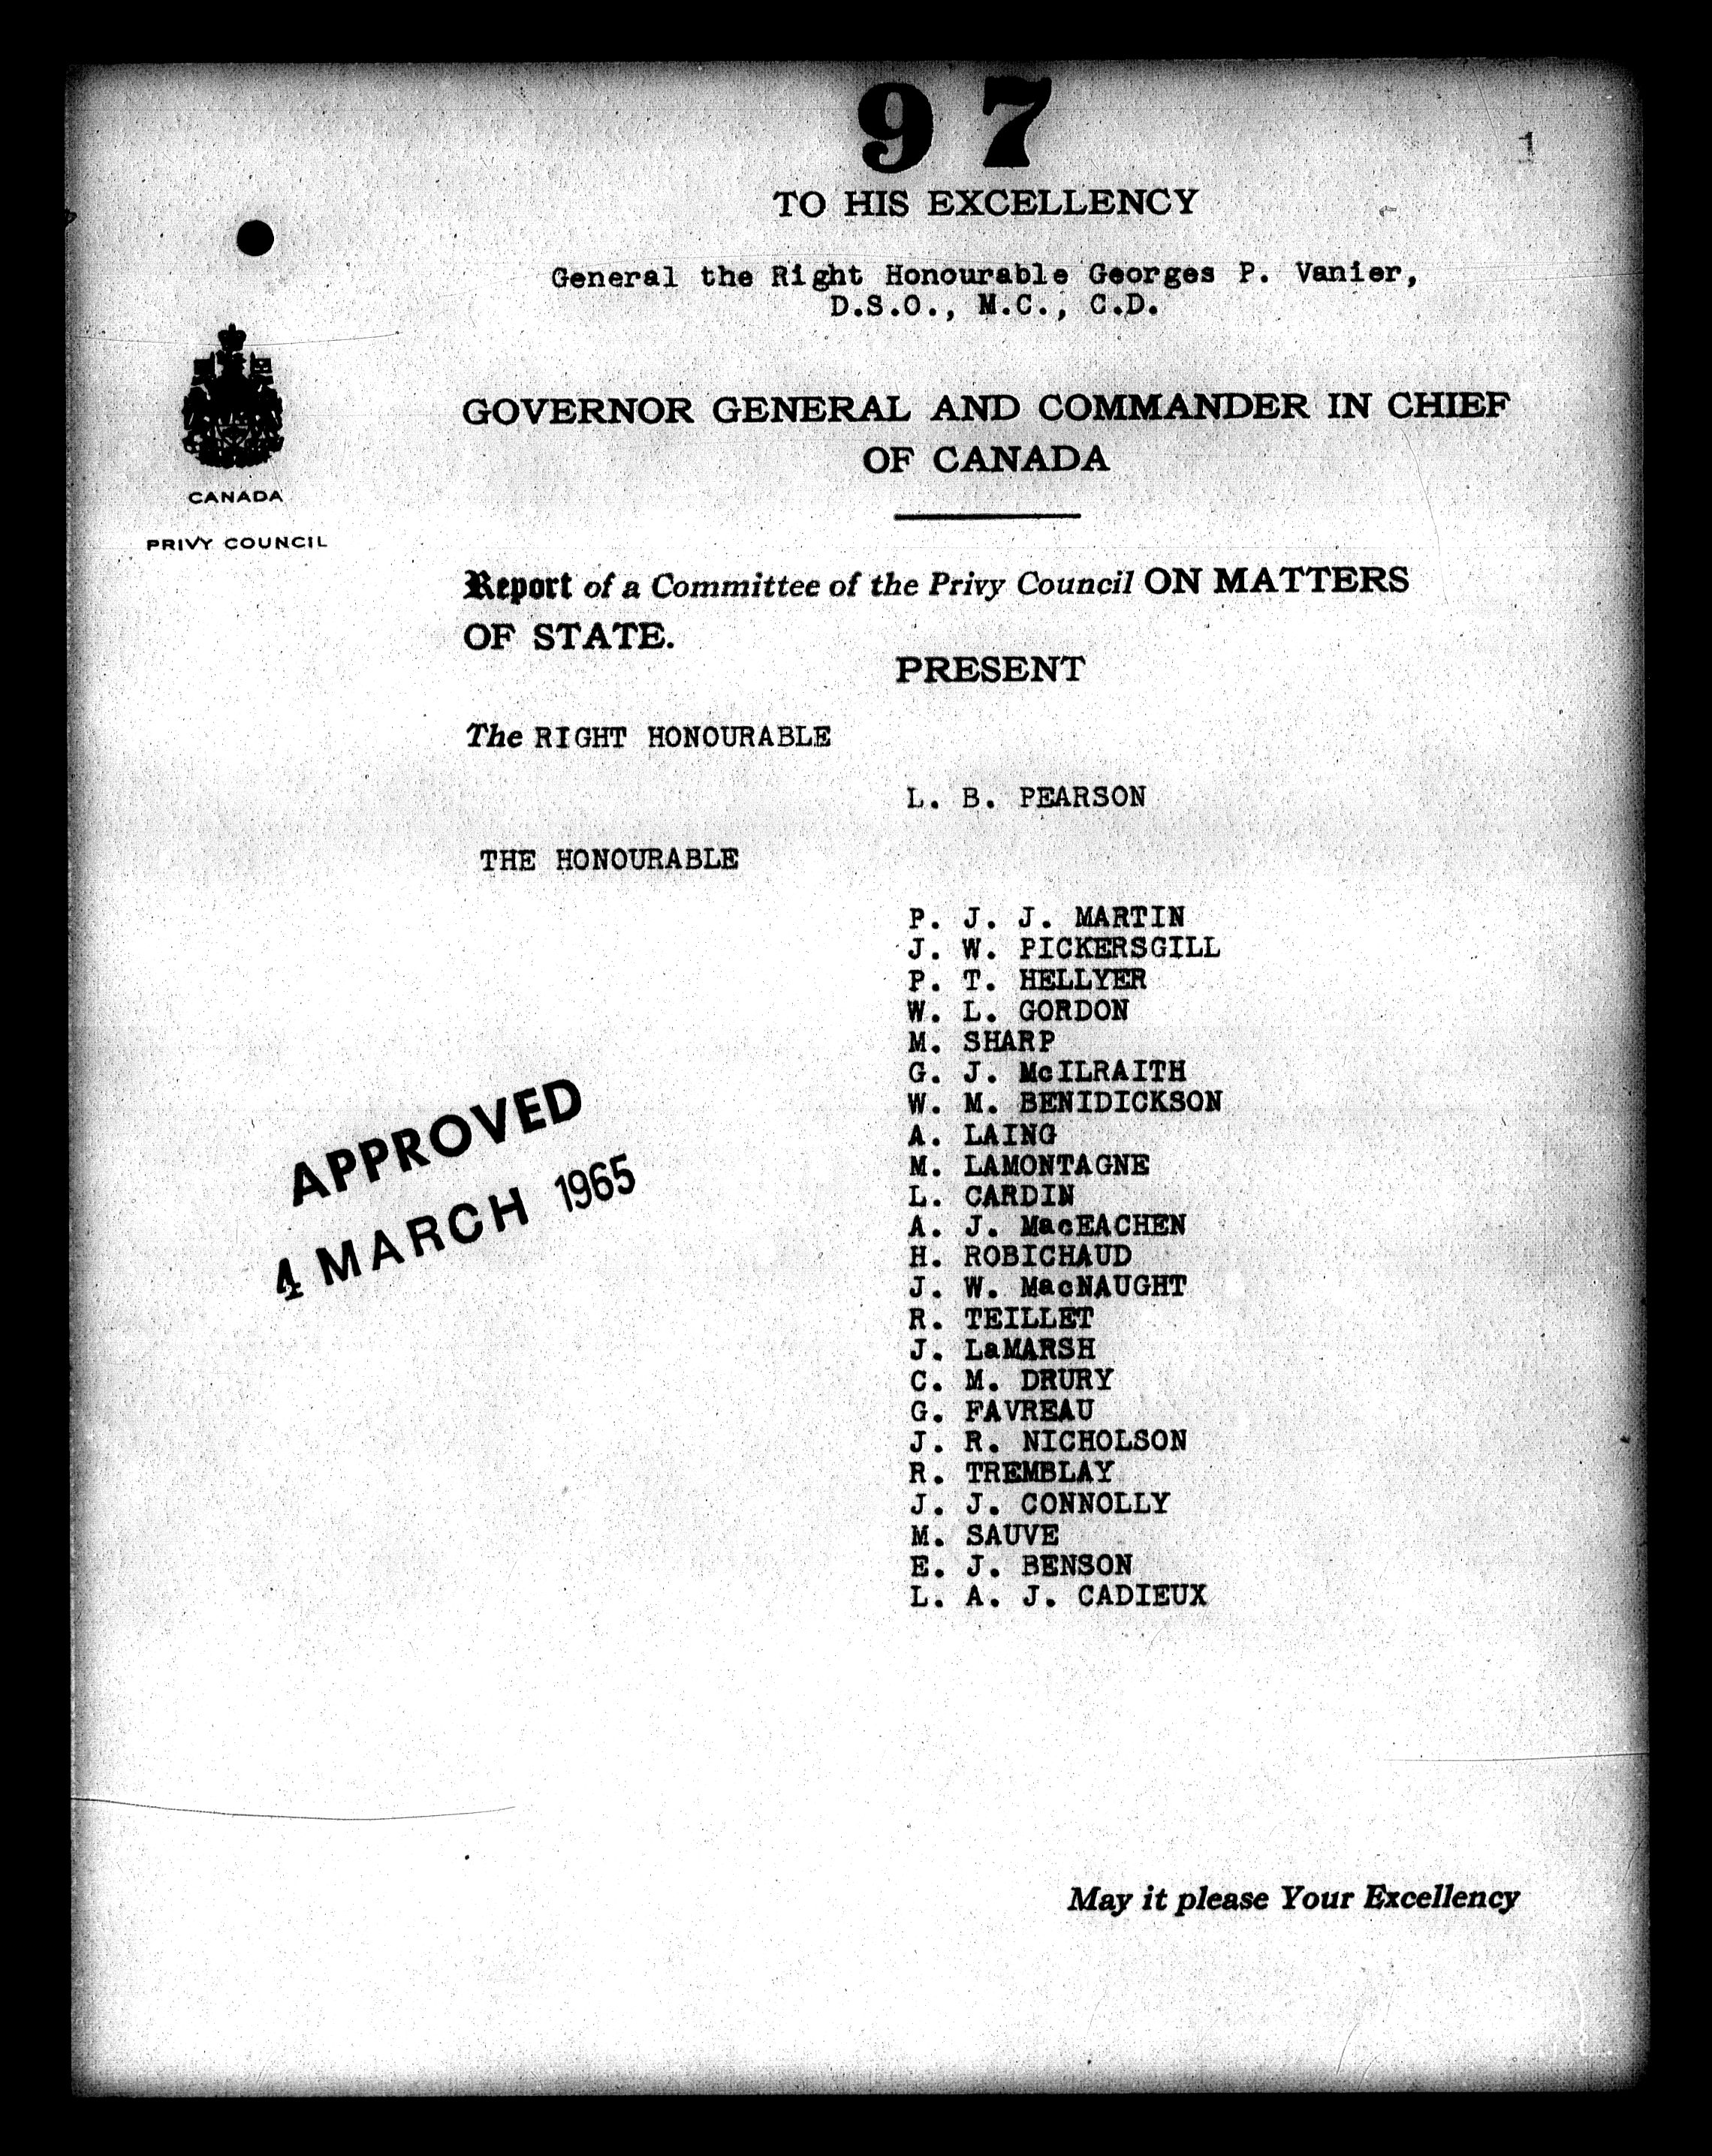 97
1
TO HIS EXCELLENCY
General the Right Honourable Georges P. Vanier,
D.S.O., M.C., C.D.
GOVERNOR GENERAL AND COMMANDER IN CHIEF
OF CANADA
CANADA
PRIVY COUNCIL
Report of a Committee of the Privy Council ON MATTERS
OF STATE.
PRESENT
The RIGHT HONOURABLE
L. B. PEARSON
THE HONOURABLE
P. J. J. MARTIN
J. W. PICKERSGILL
P. T. HELLYER
W. L. GORDON
M. SHARP
G. J. McILRAITH
W. M. BENIDICKSON
A. LAING
M. LAMONTAGNE
L. CARDIN
A. J. MacEACHEN
H. ROBICHAUD
J. W. MacNAUGHT
R. TEILLET
J. LaMARSH
C. M. DRURY
G. FAVREAU
J. R. NICHOLSON
R. TREMBLAY
J. J. CONNOLLY
M. SAUVE
E. J. BENSON
L. A. J. CADIEUX
APPROVED
4 MARCH 1965
May it please Your Excellency